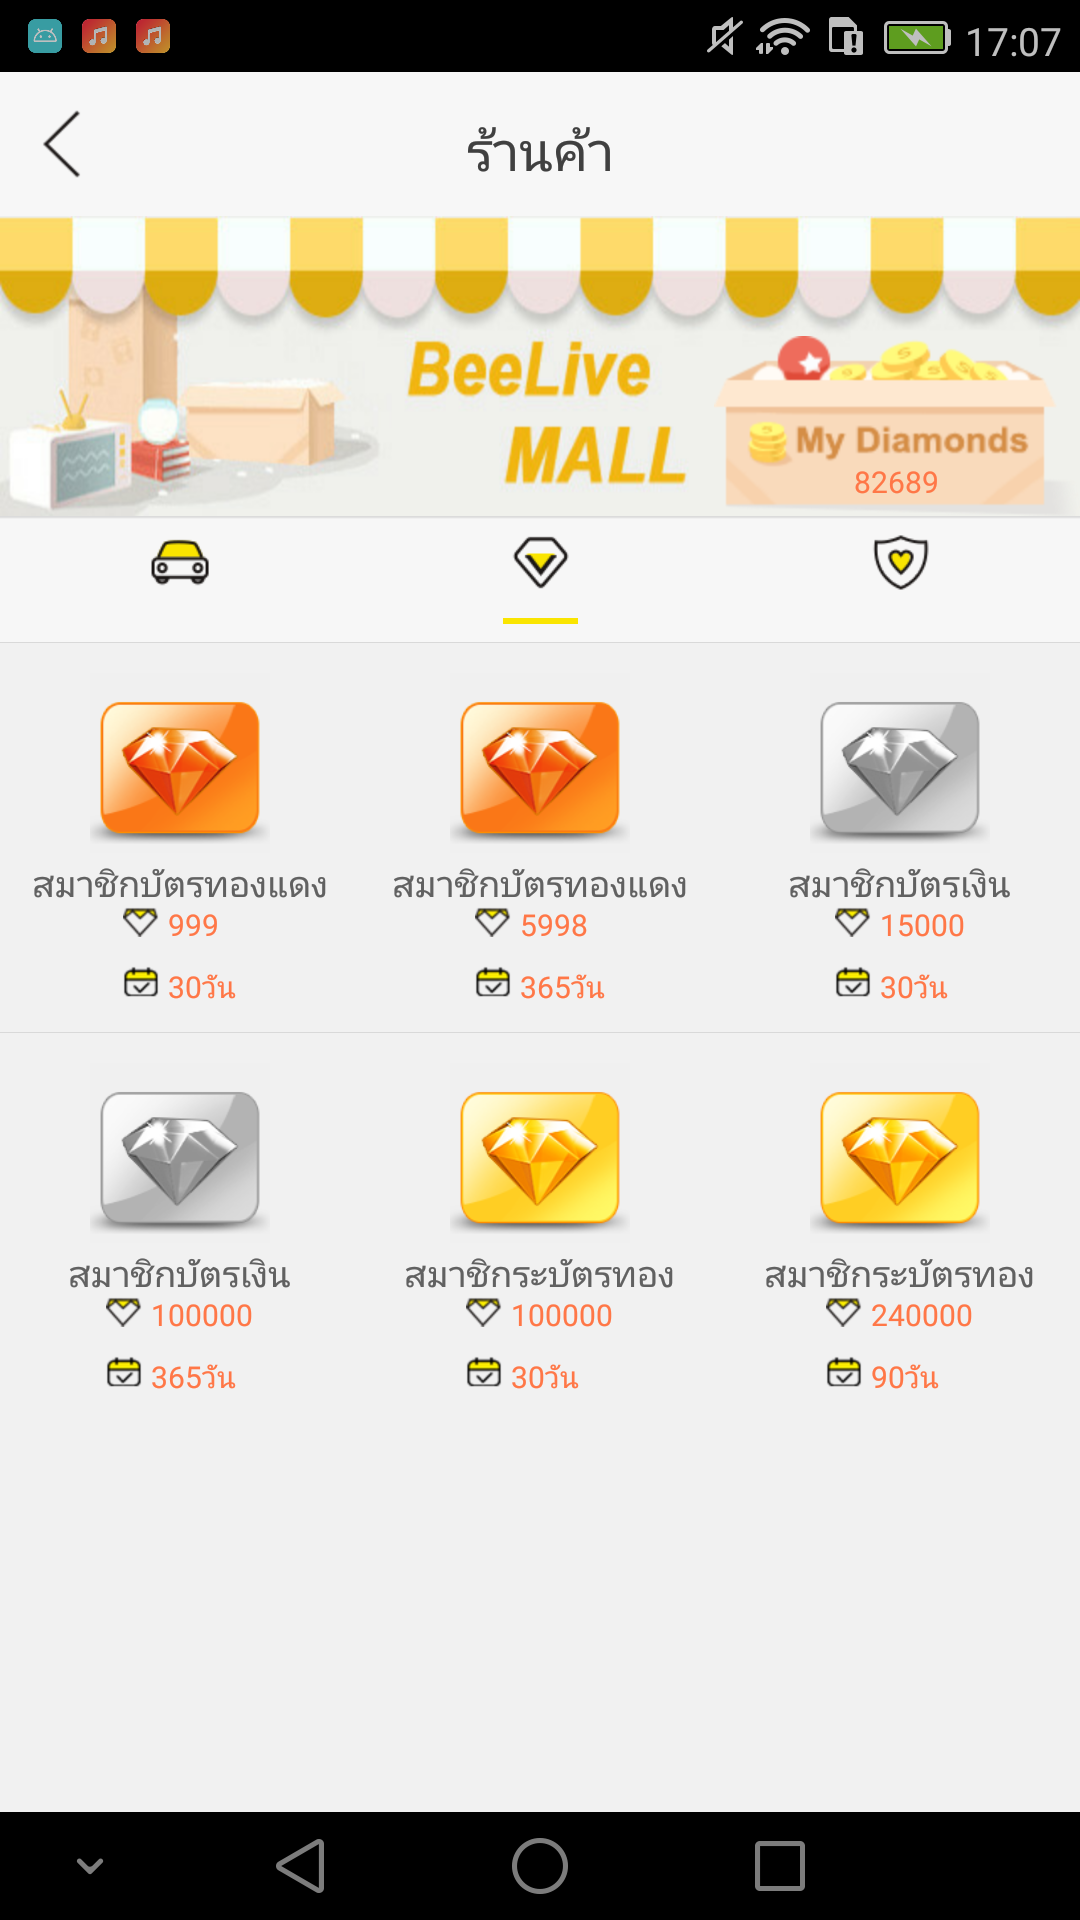 17:07
ร้านค้า
BeeLive
MALL
My Diamonds
82689
สมาชิกบัตรทองแดง
999
30วัน
สมาชิกบัตรทองแดง
5998
365วัน
สมาชิกบัตรเงิน
15000
30วัน
สมาชิกบัตรเงิน
100000
365วัน
สมาชิกระบัตรทอง
100000
30วัน
สมาชิกระบัตรทอง
240000
90วัน